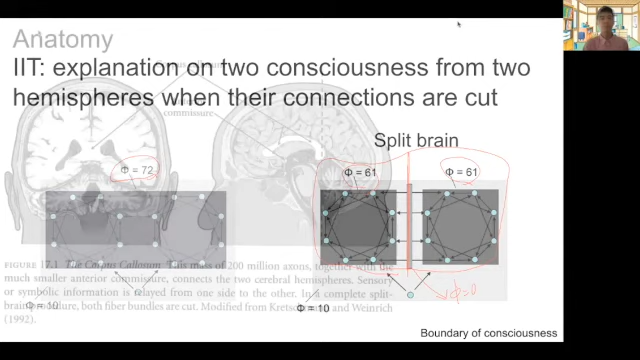 Anatomy
IIT: explanation on two consciousness from two
hemispheres when their connections are cut
commissure
Split brain
Φ = 72
Φ = 61
Φ = 61
FIGURE 17.1 The Corpus Callosum This mass of 200 million axons, together with the
much smaller anterior commissure, connects the two cerebral hemispheres. Sensory
or symbolic information is relayed from one side to the other. In a complete split-
brain procedure, both fiber bundles are cut. Modified from Kretschmann and Weinrich
(1992).
Φ = 10
Φ = 10
Φ=0
Boundary of consciousness